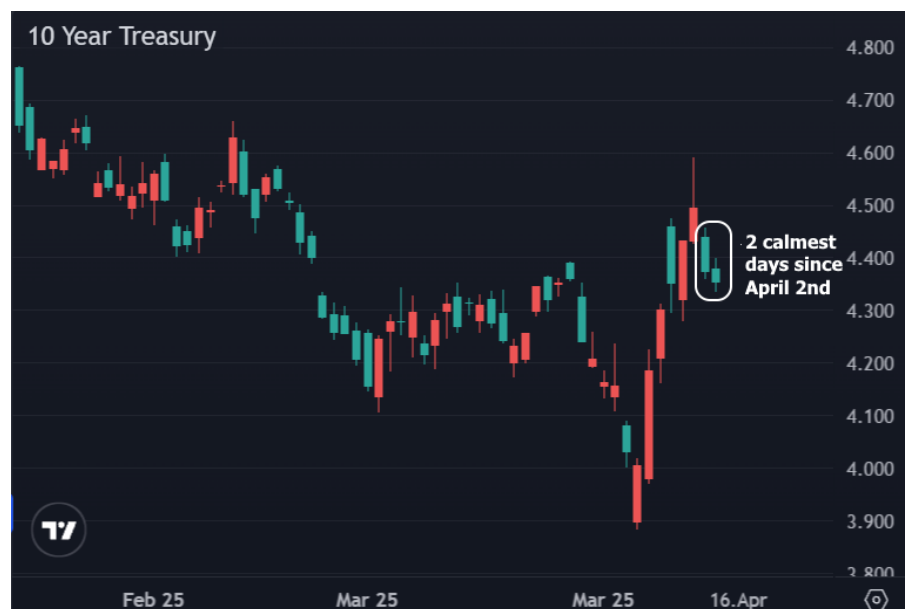 10 Year Treasury
4.800
4.700
4.600
4.500
2 calmest
days since
April 2nd
4.400
4.300
4.200
4.100
4.000
3.900
3.800
Feb 25
Mar 25
Mar 25
16.Apr